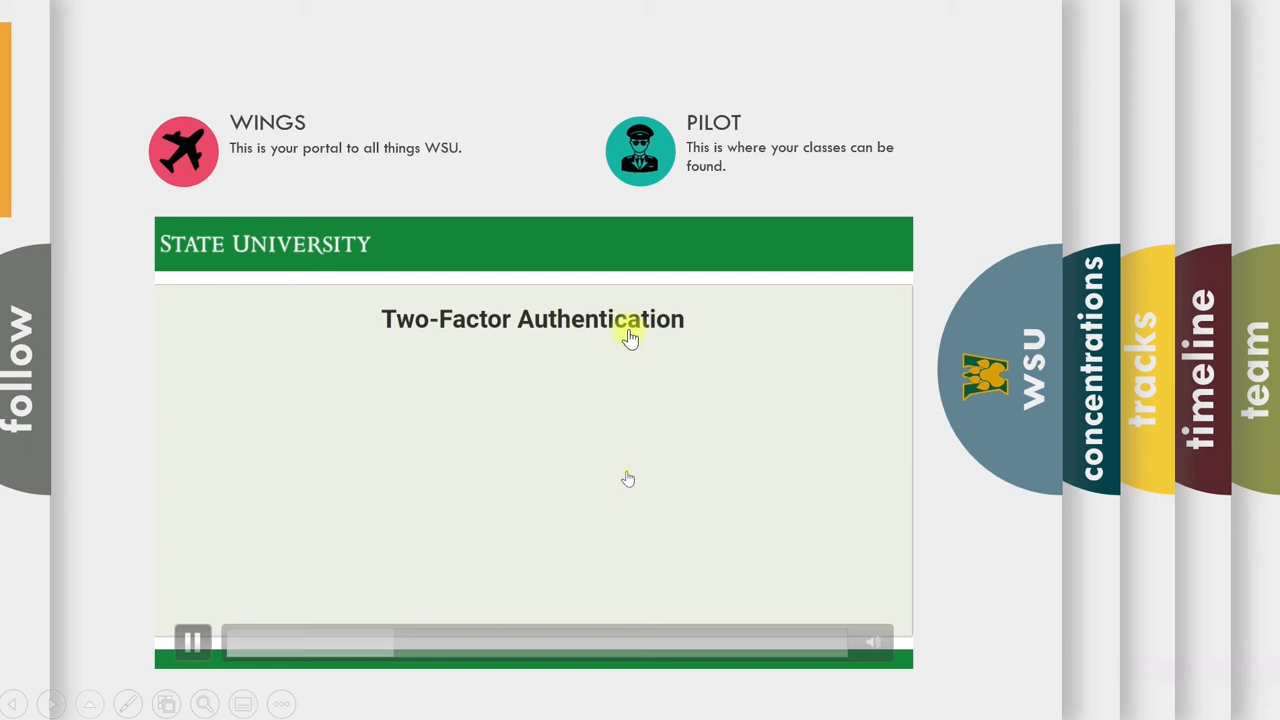 WINGS
This is your portal to all things WSU.
PILOT
This is where your classes can be
found.
STATE UNIVERSITY
Two-Factor Authentication
follow
W
wsu
concentrations
tracks
timeline
team